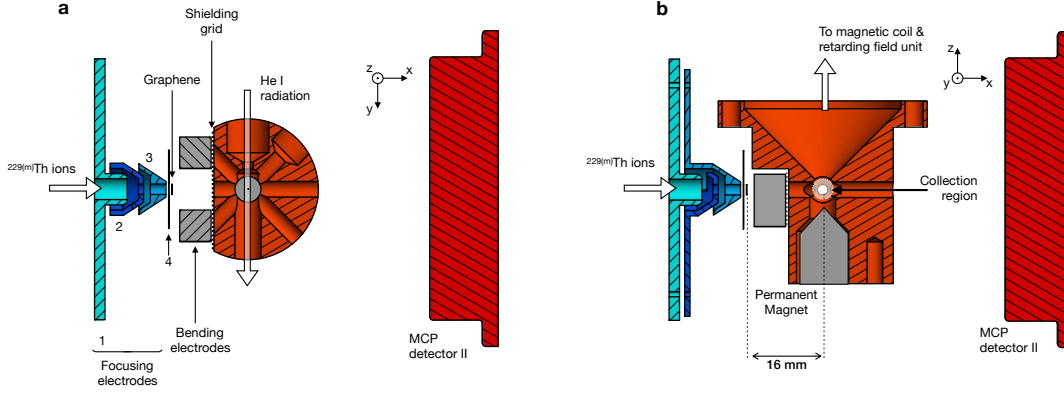 a
Shielding
grid
Graphene
He I
radiation
z
x
y
229(m)Th ions
3
2
4
1
Focusing
electrodes
Bending
electrodes
MCP
detector II
b
To magnetic coil &
retarding field unit
z
y
x
229(m)Th ions
Collection
region
Permanent
Magnet
16 mm
MCP
detector II